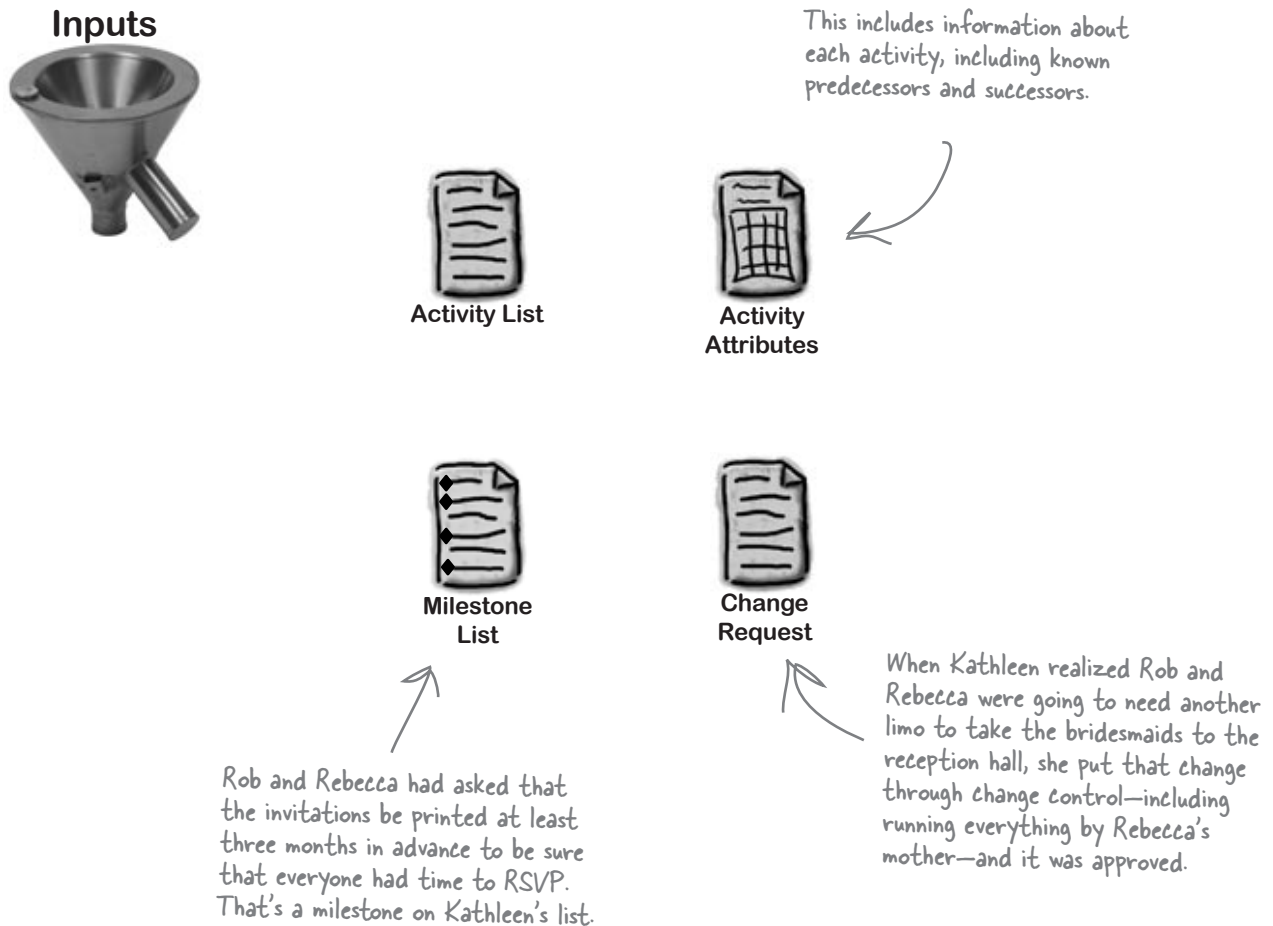 Inputs
This includes information about
each activity, including known
predecessors and successors.
Activity List
Activity
Attributes
Milestone
List
Change
Request
Rob and Rebecca had asked that
the invitations be printed at least
three months in advance to be sure
that everyone had time to RSVP.
That's a milestone on Kathleen's list.
When Kathleen realized Rob and
Rebecca were going to need another
limo to take the bridesmaids to the
reception hall, she put that change
through change control—including
running everything by Rebecca's
mother—and it was approved.